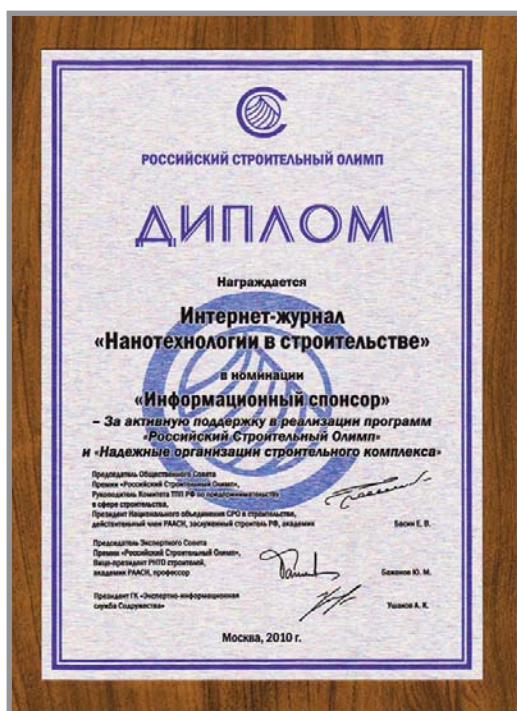 РОССИЙСКИЙ СТРОИТЕЛЬНЫЙ ОЛИМП
ДИПЛОМ
Награждается
Интернет-журнал
«Нанотехнологии в строительстве»
в номинации
«Информационный спонсор»
– За активную поддержку в реализации программ
«Российский Строительный Олимп»
и «Надежные организации строительного комплекса»
Председатель Общественного Совета
Премии «Российский Строительный Олимп»,
Руководитель Комитета ТПП РФ по предпринимательству
в сфере строительства,
Президент Национального объединения СРО в строительстве,
действительный член РААСН, заслуженный строитель РФ, академик Басин Е. В.
Председатель Экспертного Совета
Премии «Российский Строительный Олимп»,
Вице-президент РНТО строителей,
академик РААСН, профессор Баженов Ю. М.
Президент ГК «Экспертно-информационная
служба Содружества» Ушаков А. К.
Москва, 2010 г.